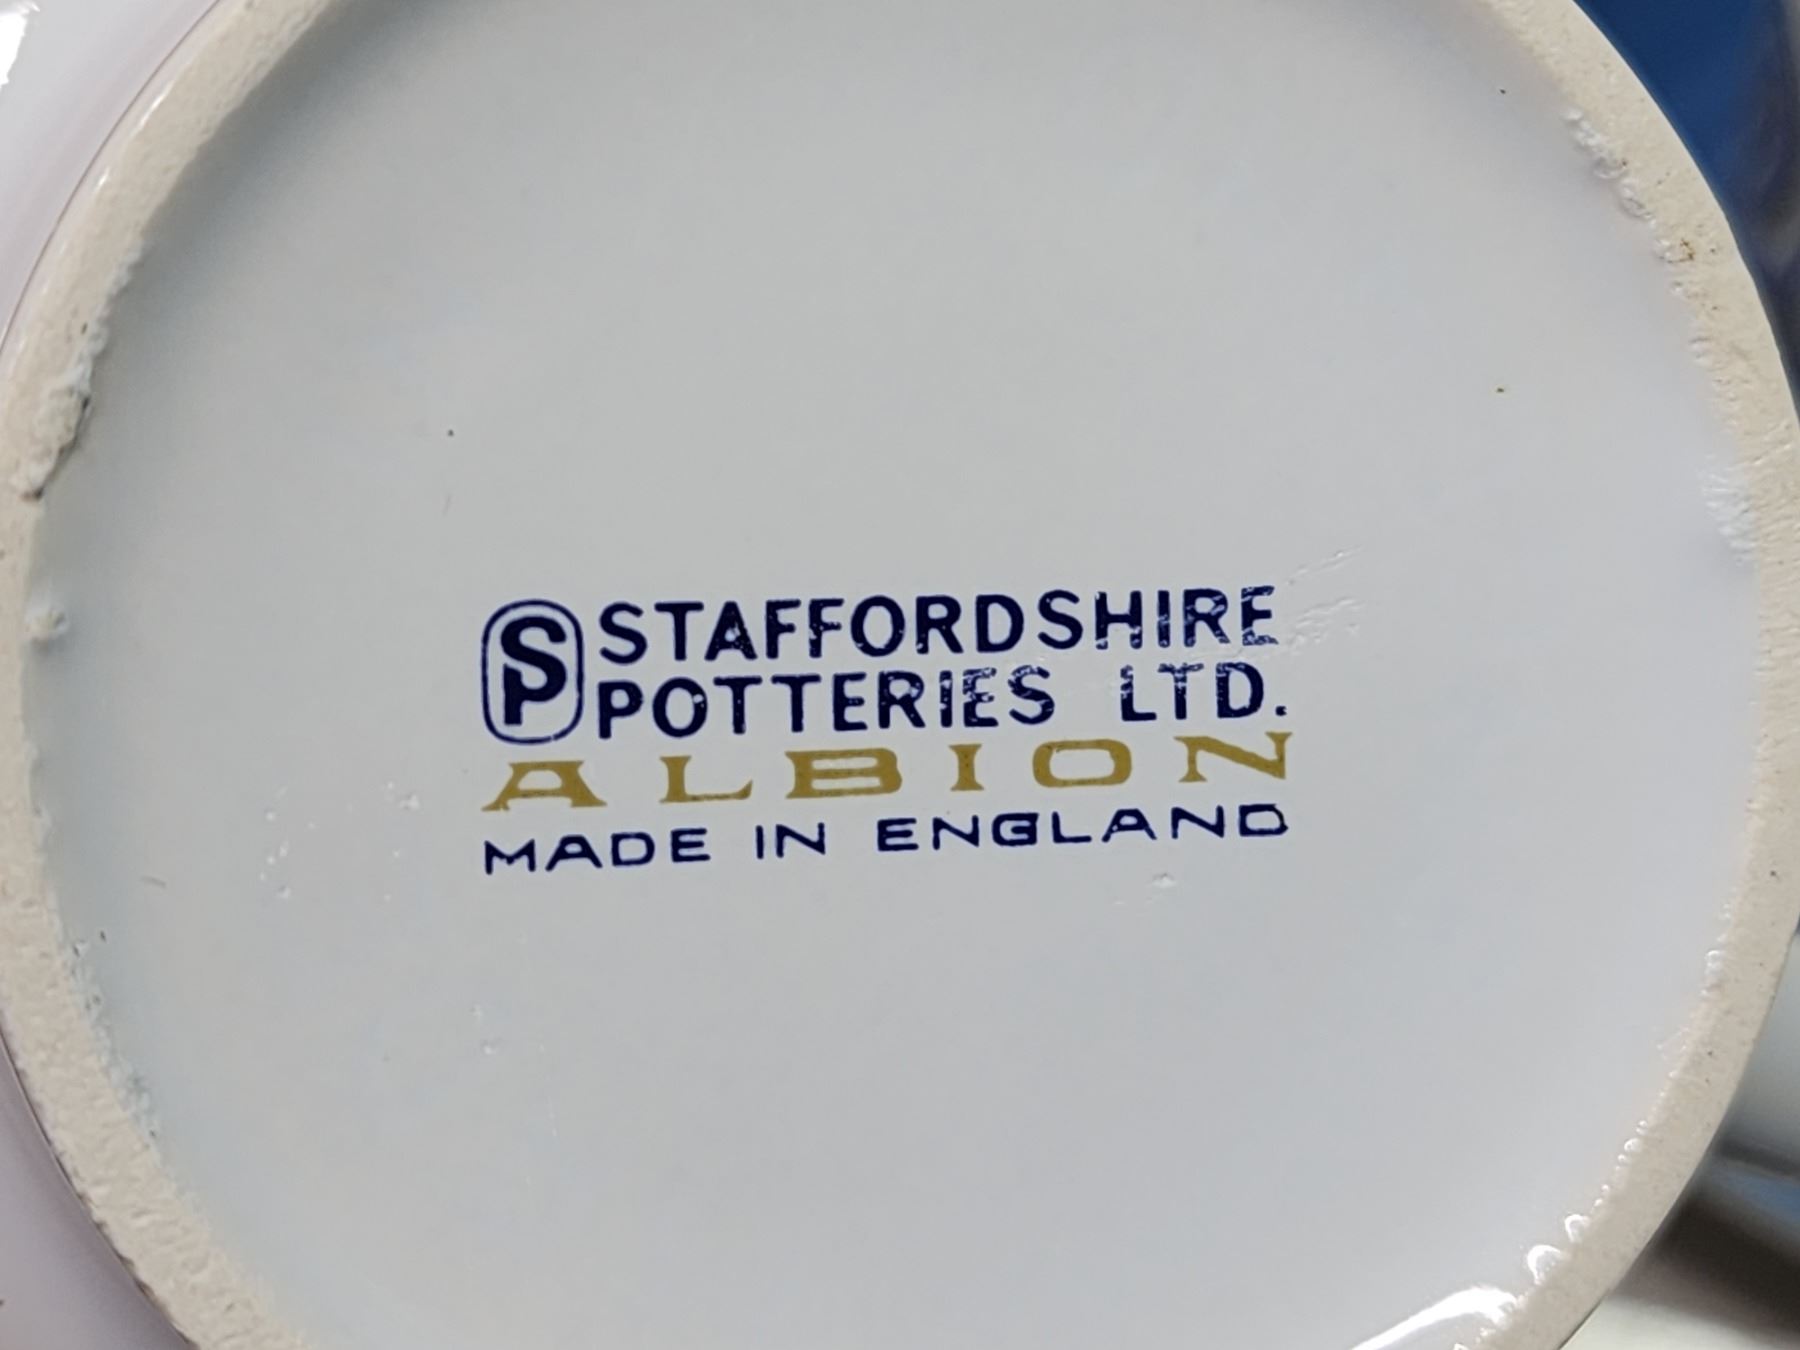 SP STAFFORDSHIRE
POTTERIES LTD.
ALBION
MADE IN ENGLAND